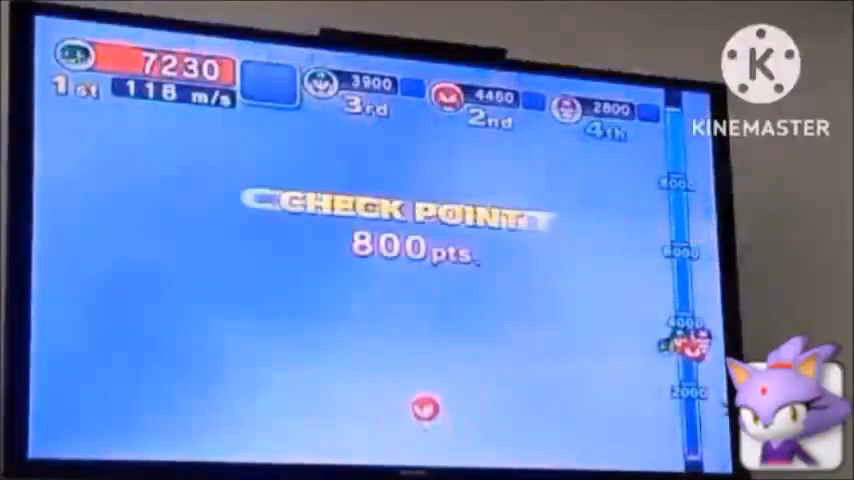 7230
1st 118 m/s
3900
3rd
4460
2nd
2800
4th
CHECK POINT
800pts.
8000
6000
4000
2000
K
KINEMASTER